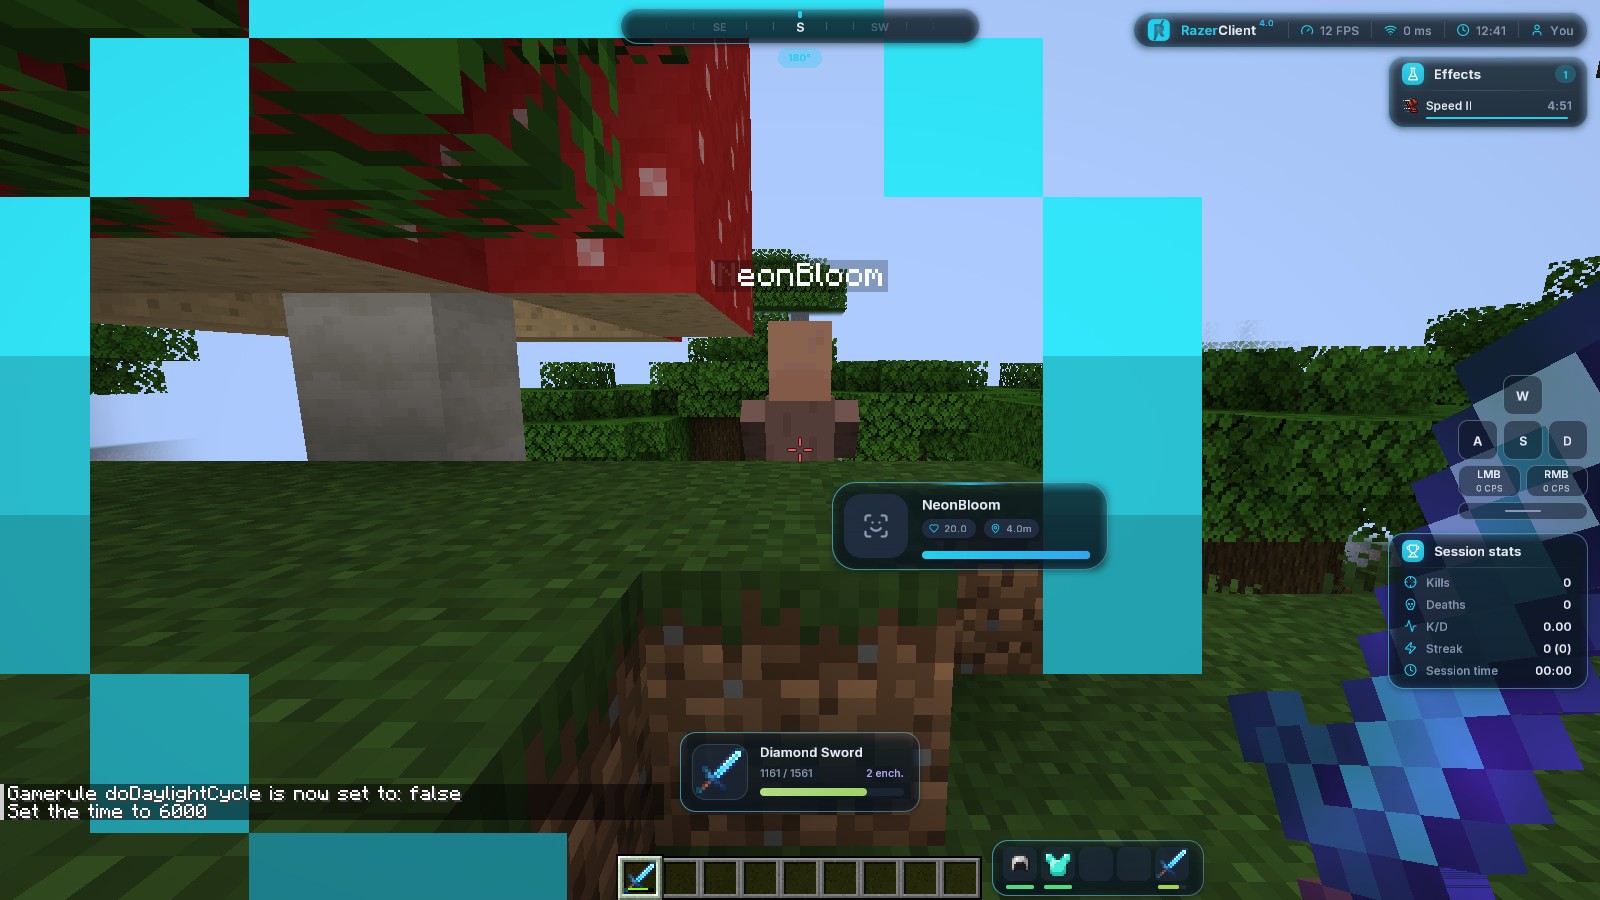 SE S SW
180°
RazerClient 4.0 12 FPS 0 ms 12:41 You
Effects 1
Speed II 4:51
NeonBloom
W
A S D
LMB RMB
0 CPS 0 CPS
NeonBloom
20.0 4.0m
Session stats
Kills 0
Deaths 0
K/D 0.00
Streak 0 (0)
Session time 00:00
Diamond Sword
1161 / 1561 2 ench.
Gamerule doDaylightCycle is now set to: false
Set the time to 6000